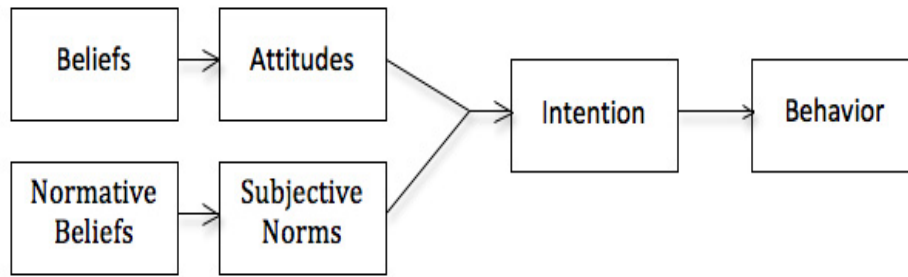 Beliefs
Attitudes
Intention
Behavior
Normative
Beliefs
Subjective
Norms